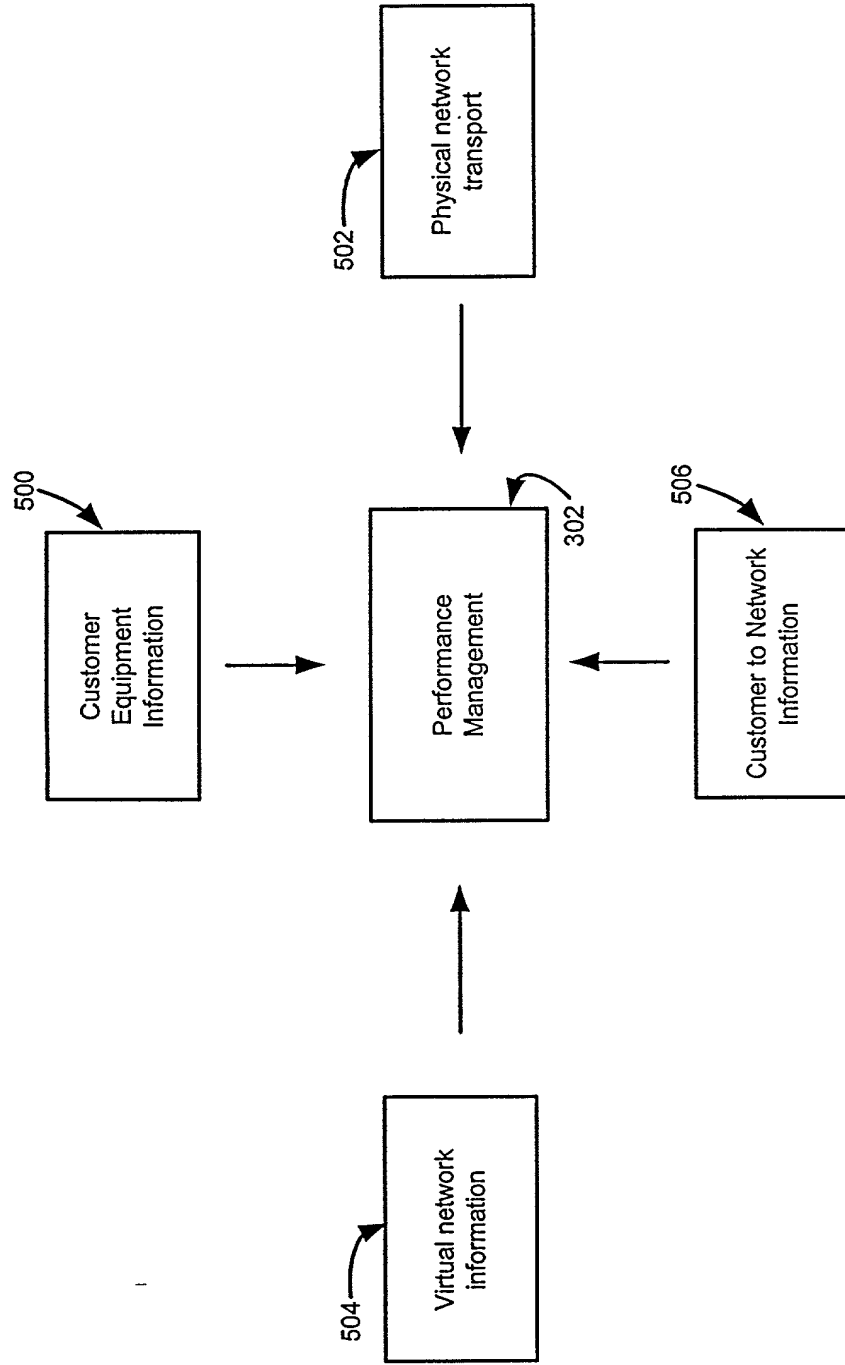 500
Customer
Equipment
Information
504
Virtual network
information
Performance
Management
302
502
Physical network
transport
506
Customer to Network
Information